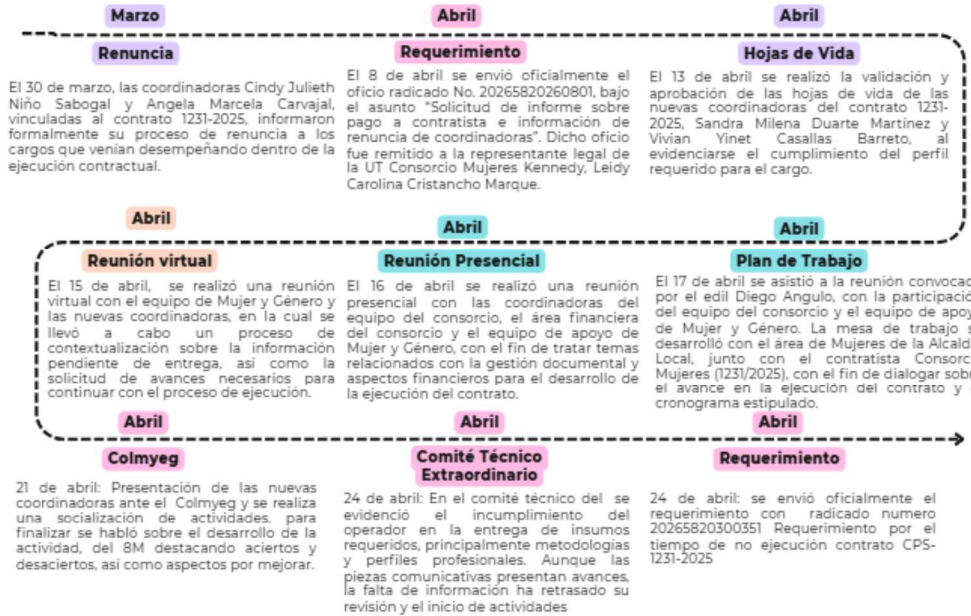 Marzo
Renuncia
El 30 de marzo, las coordinadoras Cindy Julieth
Niño Sabogal y Angela Marcela Carvajal,
vinculadas al contrato 1231-2025, informaron
formalmente su proceso de renuncia a los
cargos que venían desempeñando dentro de la
ejecución contractual.
Abril
Requerimiento
El 8 de abril se envió oficialmente el
oficio radicado No. 20265820260801, bajo
el asunto “Solicitud de informe sobre
pago a contratista e información de
renuncia de coordinadoras”. Dicho oficio
fue remitido a la representante legal de
la UT Consorcio Mujeres Kennedy, Leidy
Carolina Cristancho Marque.
Abril
Hojas de Vida
El 13 de abril se realizó la validación y
aprobación de las hojas de vida de las
nuevas coordinadoras del contrato 1231-
2025, Sandra Milena Duarte Martínez y
Vivian Yinet Casallas Barreto, al
evidenciarse el cumplimiento del perfil
requerido para el cargo.
Abril
Reunión virtual
El 15 de abril, se realizó una reunión
virtual con el equipo de Mujer y Género y
las nuevas coordinadoras, en la cual se
llevó a cabo un proceso de
contextualización sobre la información
pendiente de entrega, así como la
solicitud de avances necesarios para
continuar con el proceso de ejecución.
Abril
Reunión Presencial
El 16 de abril se realizó una reunión
presencial con las coordinadoras del
equipo del consorcio, el área financiera
del consorcio y el equipo de apoyo de
Mujer y Género, con el fin de tratar temas
relacionados con la gestión documental y
aspectos financieros para el desarrollo de
la ejecución del contrato.
Abril
Plan de Trabajo
El 17 de abril se asistió a la reunión convocad
por el edil Diego Angulo, con la participació
del equipo del consorcio y el equipo de apoy
de Mujer y Género. La mesa de trabajo s
desarrolló con el área de Mujeres de la Alcald
Local, junto con el contratista Consorc
Mujeres (1231/2025), con el fin de dialogar sobr
el avance en la ejecución del contrato y
cronograma estipulado.
Abril
Colmyeg
21 de abril: Presentación de las nuevas
coordinadoras ante el Colmyeg y se realiza
una socialización de actividades. para
finalizar se habló sobre el desarrollo de la
actividad, del 8M destacando aciertos y
desaciertos, así como aspectos por mejorar.
Abril
Comité Técnico
Extraordinario
24 de abril: En el comité técnico del se
evidenció el incumplimiento del
operador en la entrega de insumos
requeridos, principalmente metodologías
y perfiles profesionales. Aunque las
piezas comunicativas presentan avances,
la falta de información ha retrasado su
revisión y el inicio de actividades
Abril
Requerimiento
24 de abril: se envió oficialmente el
requerimiento con radicado numero
20265820300351 Requerimiento por el
tiempo de no ejecución contrato CPS-
1231-2025